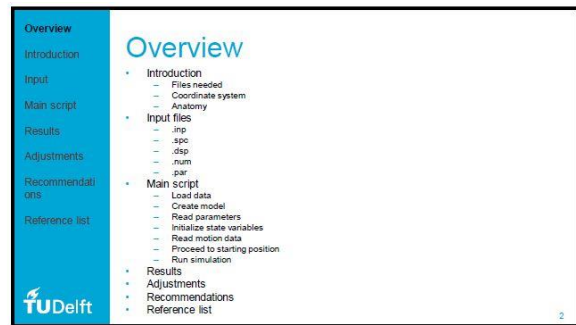 Overview
Introduction
Input
Main script
Results
Adjustments
Recommendati
ons
Reference list
TUDelft
Overview
• Introduction
– Files needed
– Coordinate system
– Anatomy
• Input files
– .inp
– .spc
– .dsp
– .num
– .par
• Main script
– Load data
– Create model
– Read parameters
– Initialize state variables
– Read motion data
– Proceed to starting position
– Run simulation
• Results
• Adjustments
• Recommendations
• Reference list
2